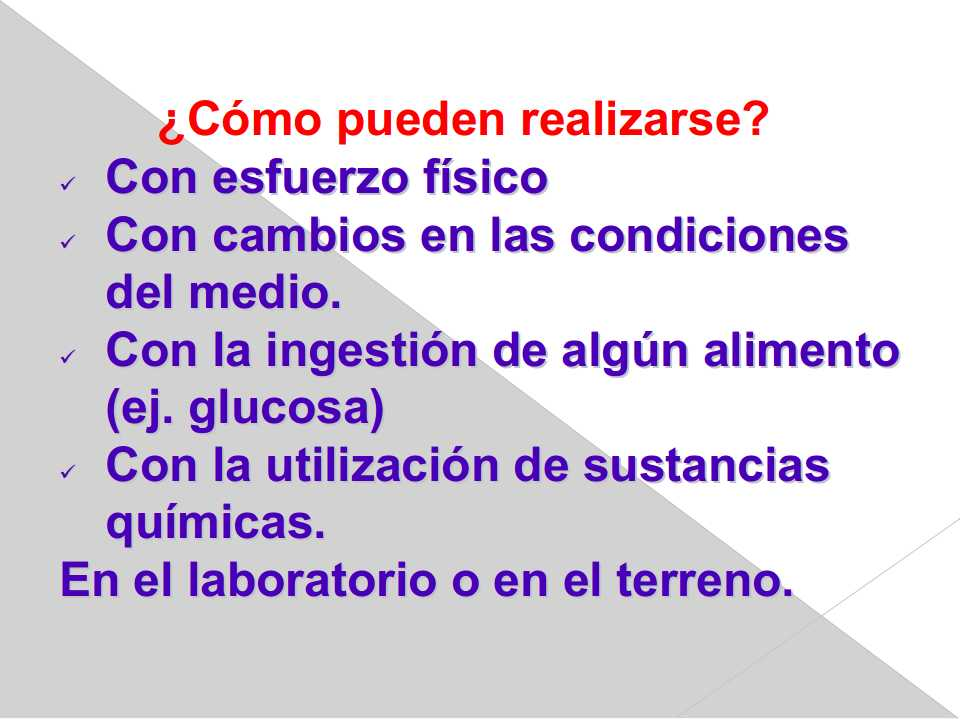 ¿Cómo pueden realizarse?
✓ Con esfuerzo físico
✓ Con cambios en las condiciones
del medio.
✓ Con la ingestión de algún alimento
(ej. glucosa)
✓ Con la utilización de sustancias
químicas.
En el laboratorio o en el terreno.